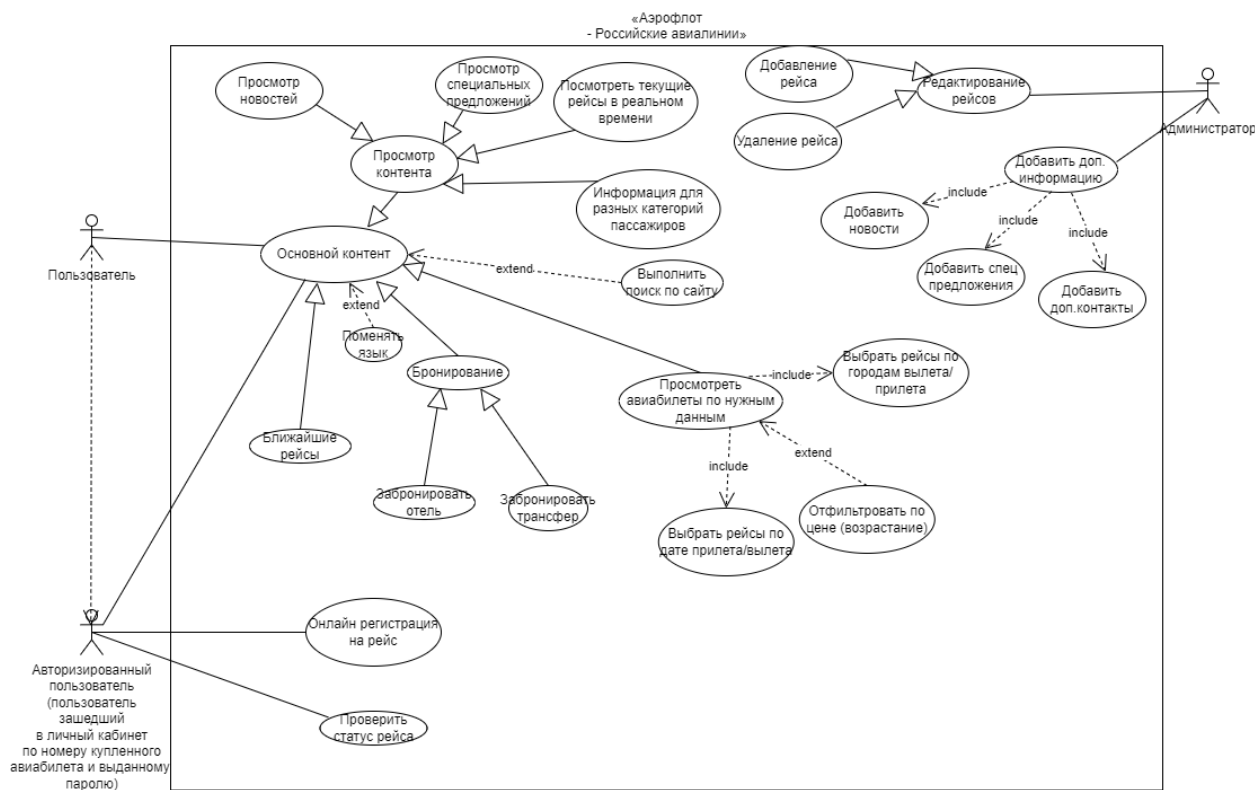 «Аэрофлот
- Российские авиалинии»
Просмотр
новостей
Просмотр
специальных
предложений
Посмотреть текущие
рейсы в реальном
времени
Добавление
рейса
Редактирование
рейсов
Администратор
Удаление рейса
Просмотр
контента
Добавить доп.
информацию
Информация для
разных категорий
пассажиров
include
include
include
Добавить
новости
Добавить спец
предложения
Добавить
доп.контакты
Пользователь
Основной контент
extend
Выполнить
поиск по сайту
extend
Поменять
язык
Бронирование
Просмотреть
авиабилеты по нужным
данным
include
Выбрать рейсы по
городам вылета/
прилета
Ближайшие
рейсы
include
extend
Забронировать
отель
Забронировать
трансфер
Выбрать рейсы по
дате прилета/вылета
Отфильтровать по
цене (возрастание)
Онлайн регистрация
на рейс
Авторизированный
пользователь
(пользователь
зашедший
в личный кабинет
по номеру купленного
авиабилета и выданному
паролю)
Проверить
статус рейса